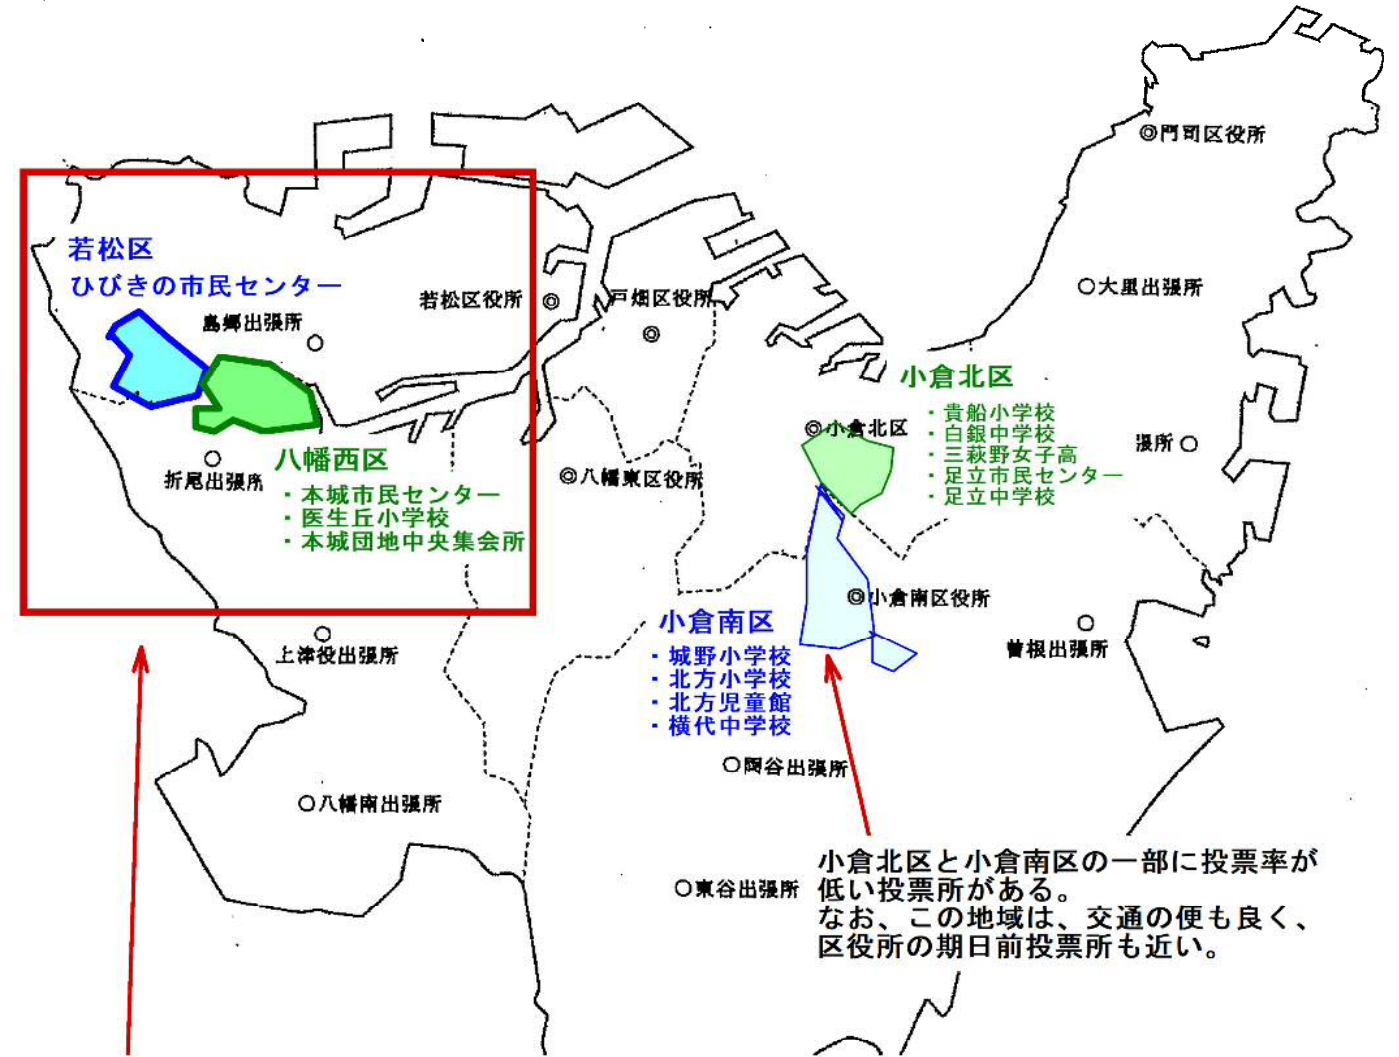 ◎門司区役所
若松区
ひびきの市民センター
島郷出張所
若松区役所 ◎
戸畑区役所
◎
○大里出張所
小倉北区
・貴船小学校
・白銀中学校
・三萩野女子高
・足立市民センター
・足立中学校
◎小倉北区
張所○
八幡西区
・本城市民センター
・医生丘小学校
・本城団地中央集会所
折尾出張所
◎八幡東区役所
◎小倉南区役所
小倉南区
・城野小学校
・北方小学校
・北方児童館
・横代中学校
曽根出張所
上津役出張所
○両谷出張所
○八幡南出張所
○東谷出張所
小倉北区と小倉南区の一部に投票率が
低い投票所がある。
なお、この地域は、交通の便も良く、
区役所の期日前投票所も近い。